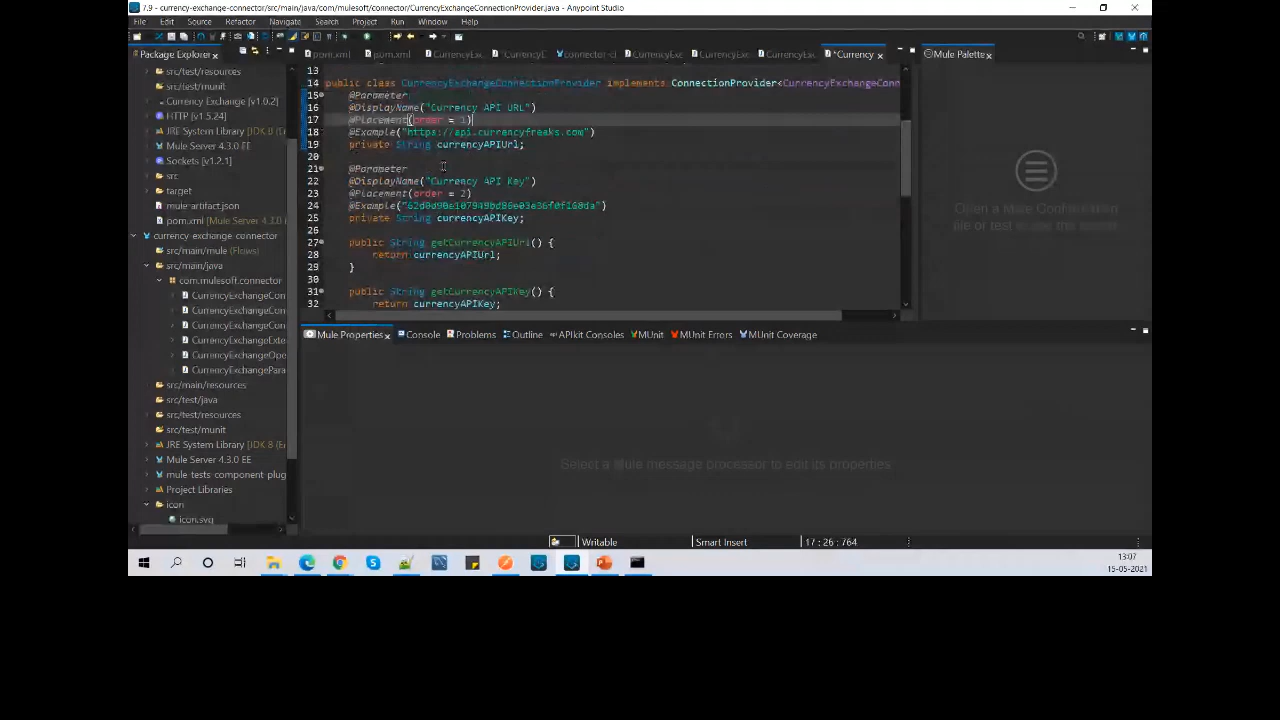 7.9 - currency-exchange-connector/src/main/java/com/mulesoft/connector/CurrencyExchangeConnectionProvider.java - Anypoint Studio
File Edit Source Refactor Navigate Search Project Run Window Help
Package Explorer
pom.xml pom.xml CurrencyEx... *CurrencyE... connector-cl CurrencyExc CurrencyExc CurrencyEx *Currency
Mule Palette
src/test/resources
src/test/munit
Currency Exchange [v1.0.2]
HTTP [v1.5.24]
JRE System Library [JDK 8 (E
Mule Server 4.3.0 EE
Sockets [v1.2.1]
src
target
mule-artifact.json
pom.xml [Mule Server 4.3.0
currency-exchange-connector
src/main/mule (Flows)
src/main/java
com.mulesoft.connector
CurrencyExchangeCon
CurrencyExchangeCon
CurrencyExchangeCon
CurrencyExchangeExte
CurrencyExchangeOpe
CurrencyExchangePara
src/main/resources
src/test/java
src/test/resources
src/test/munit
JRE System Library [JDK 8 (E
Mule Server 4.3.0 EE
mule-tests-component-plug
Project Libraries
icon
icon.svg
13
14 public class CurrencyExchangeConnectionProvider implements ConnectionProvider<CurrencyExchangeConn
15 @Parameter
16 @DisplayName("Currency API URL")
17 @Placement(order = 1)
18 @Example("https://api.currencyfreaks.com")
19 private String currencyAPIUrl;
20
21 @Parameter
22 @DisplayName("Currency API Key")
23 @Placement(order = 2)
24
25 private String currencyAPIKey;
26
27 public String getCurrencyAPIUrl() {
28 return currencyAPIUrl;
29 }
30
31 public String getCurrencyAPIKey() {
32 return currencyAPIKey;
Mule Properties Console Problems Outline APIkit Consoles MUnit MUnit Errors MUnit Coverage
Select a Mule message processor to edit its properties.
Writable Smart Insert 17 : 26 : 764
13:07
15-05-2021